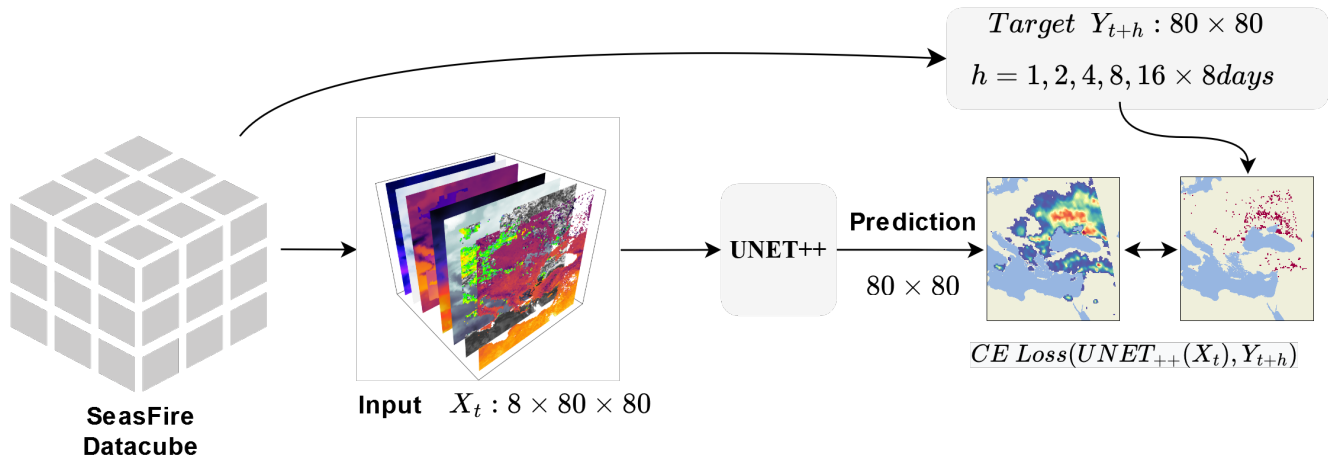 Target Y_{t+h} : 80 × 80
h = 1, 2, 4, 8, 16 × 8days
SeasFire
Datacube
Input X_t : 8 × 80 × 80
UNET++
Prediction
80 × 80
CE Loss(UNET_{++}(X_t), Y_{t+h})